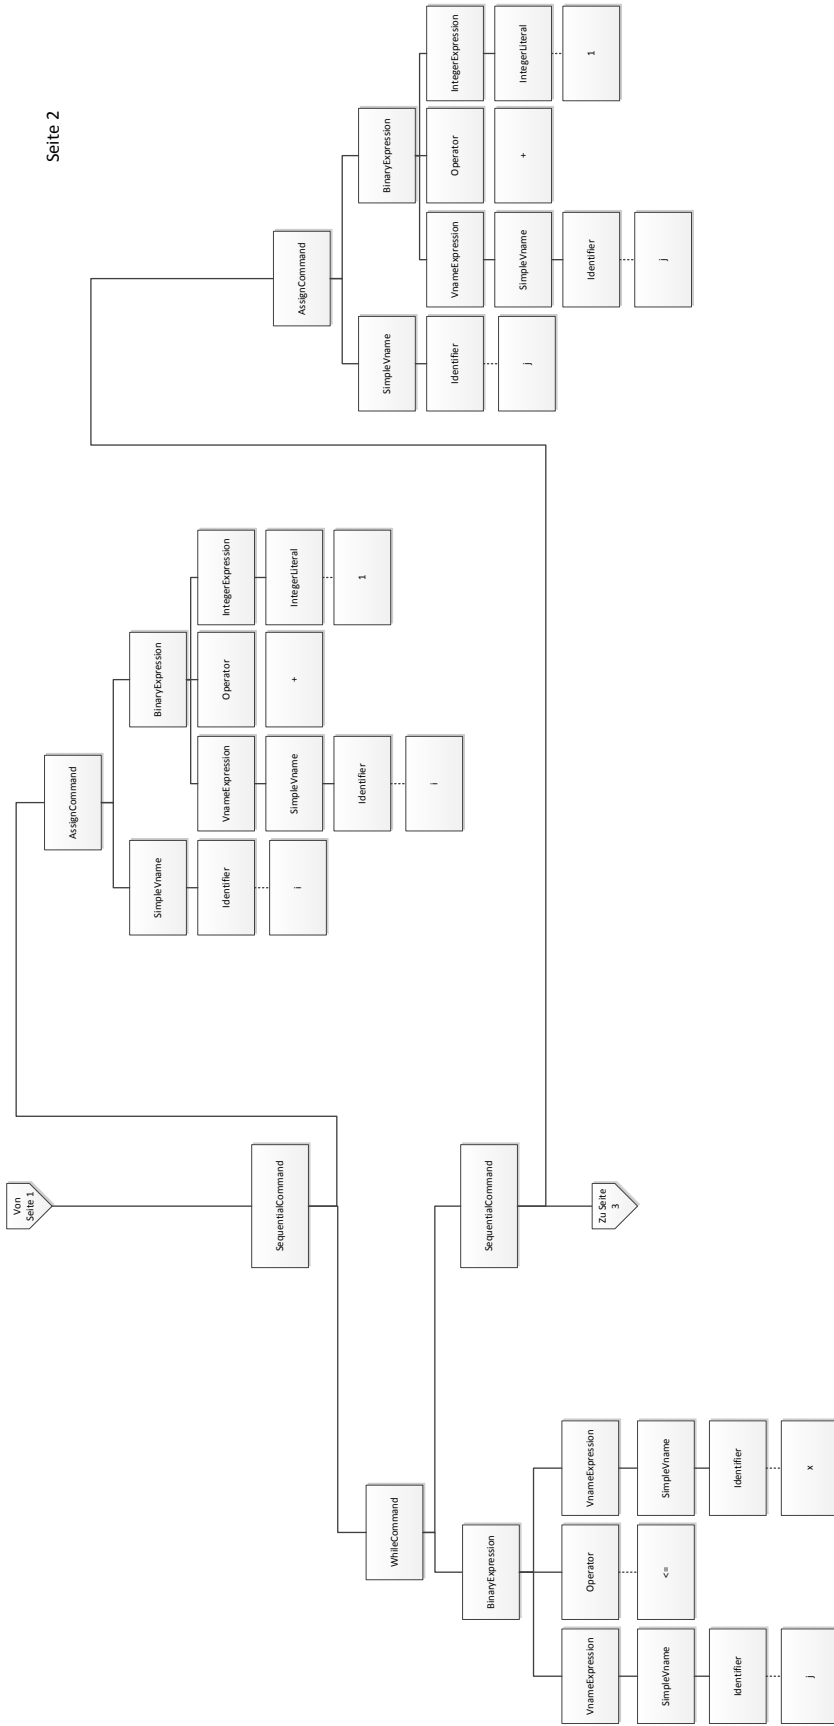 Seite 2
Von
Seite 1
SequentialCommand
WhileCommand
BinaryExpression
VnameExpression
SimpleVname
Identifier
j
Operator
<=
VnameExpression
SimpleVname
Identifier
x
SequentialCommand
Zu Seite
3
AssignCommand
SimpleVname
Identifier
j
BinaryExpression
VnameExpression
SimpleVname
Identifier
j
Operator
+
IntegerExpression
IntegerLiteral
1
AssignCommand
SimpleVname
Identifier
i
BinaryExpression
VnameExpression
SimpleVname
Identifier
i
Operator
+
IntegerExpression
IntegerLiteral
1